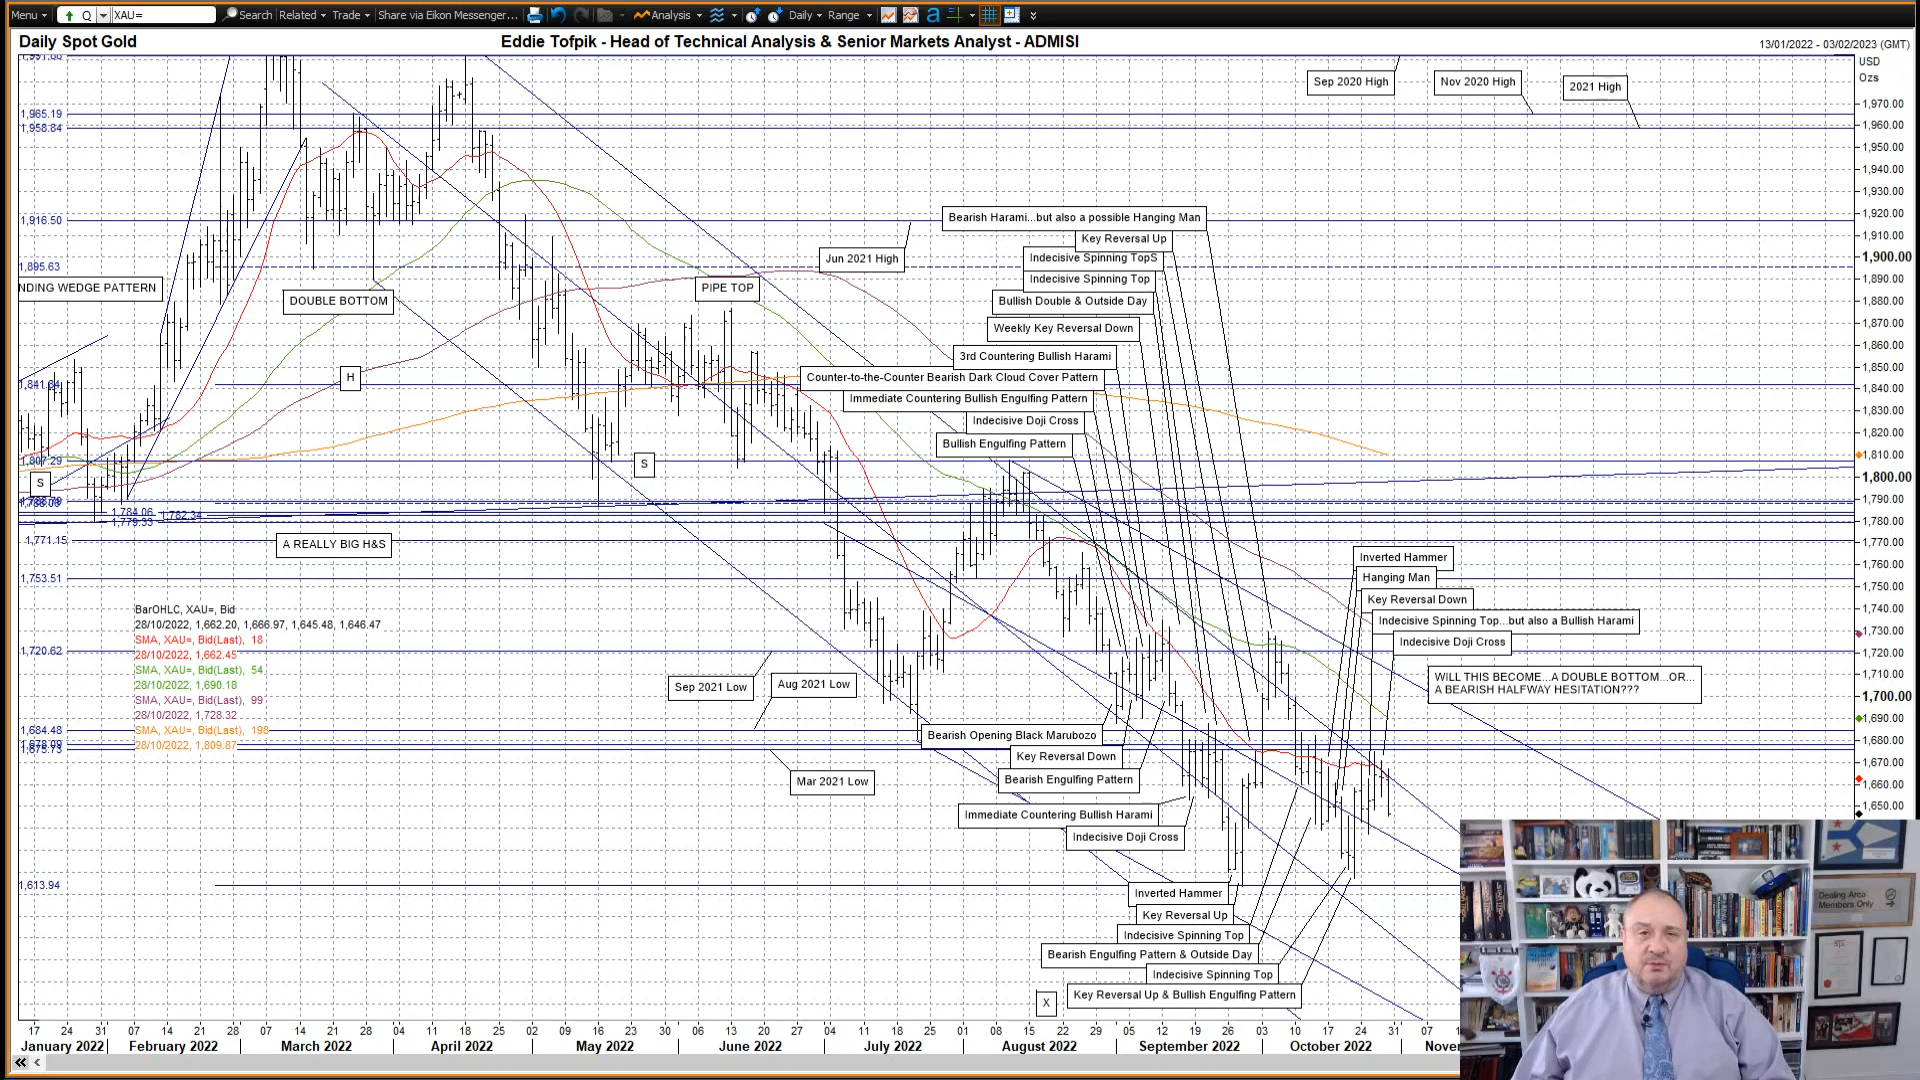 Menu Q XAU= Search Related Trade Share via Eikon Messenger... Analysis Daily Range
Daily Spot Gold
Eddie Tofpik - Head of Technical Analysis & Senior Markets Analyst - ADMISI
13/01/2022 - 03/02/2023 (GMT)
USD
Ozs
Sep 2020 High
Nov 2020 High
2021 High
1,965.19
1,958.84
1,916.50
1,895.63
1,841.64
1,807.29
1,784.06
1,782.34
1,779.33
1,771.15
1,753.51
1,720.62
1,684.48
1,613.94
NDING WEDGE PATTERN
DOUBLE BOTTOM
PIPE TOP
Jun 2021 High
H
S
S
A REALLY BIG H&S
Bearish Harami...but also a possible Hanging Man
Key Reversal Up
Indecisive Spinning TopS
Indecisive Spinning Top
Bullish Double & Outside Day
Weekly Key Reversal Down
3rd Countering Bullish Harami
Counter-to-the-Counter Bearish Dark Cloud Cover Pattern
Immediate Countering Bullish Engulfing Pattern
Indecisive Doji Cross
Bullish Engulfing Pattern
Inverted Hammer
Hanging Man
Key Reversal Down
Indecisive Spinning Top...but also a Bullish Harami
Indecisive Doji Cross
WILL THIS BECOME...A DOUBLE BOTTOM...OR...
A BEARISH HALFWAY HESITATION???
BarOHLC, XAU=, Bid
28/10/2022, 1,662.20, 1,666.97, 1,645.48, 1,646.47
SMA, XAU=, Bid(Last), 18
28/10/2022, 1,662.45
SMA, XAU=, Bid(Last), 54
28/10/2022, 1,690.18
SMA, XAU=, Bid(Last), 99
28/10/2022, 1,728.32
SMA, XAU=, Bid(Last), 198
28/10/2022, 1,809.87
Sep 2021 Low
Aug 2021 Low
Mar 2021 Low
Bearish Opening Black Marubozo
Key Reversal Down
Bearish Engulfing Pattern
Immediate Countering Bullish Harami
Indecisive Doji Cross
Inverted Hammer
Key Reversal Up
Indecisive Spinning Top
Bearish Engulfing Pattern & Outside Day
Indecisive Spinning Top
Key Reversal Up & Bullish Engulfing Pattern
X
1,970.00
1,960.00
1,950.00
1,940.00
1,930.00
1,920.00
1,910.00
1,900.00
1,890.00
1,880.00
1,870.00
1,860.00
1,850.00
1,840.00
1,830.00
1,820.00
1,810.00
1,800.00
1,790.00
1,780.00
1,770.00
1,760.00
1,750.00
1,740.00
1,730.00
1,720.00
1,710.00
1,700.00
1,690.00
1,680.00
1,670.00
1,660.00
1,650.00
Dealing Area
Members Only
17 24 31 07 14 21 28 07 14 21 28 04 11 18 25 02 09 16 23 30 06 13 20 27 04 11 18 25 01 08 15 22 29 05 12 19 26 03 10 17 24 31 07
January 2022 February 2022 March 2022 April 2022 May 2022 June 2022 July 2022 August 2022 September 2022 October 2022 Nover